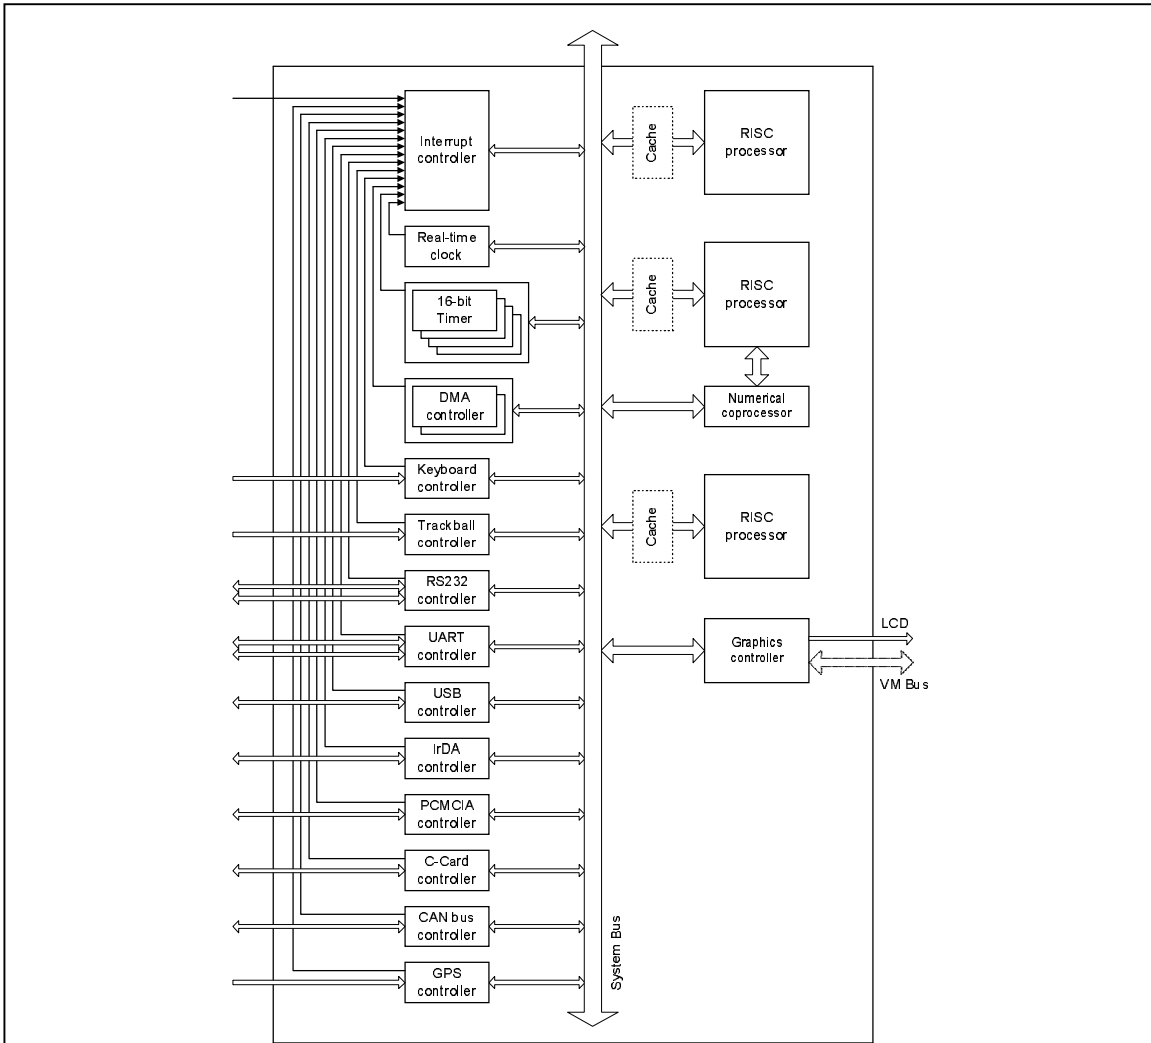 Interrupt
controller
Real-time
clock
16-bit
Timer
DMA
controller
Keyboard
controller
Trackball
controller
RS232
controller
UART
controller
USB
controller
IrDA
controller
PCMCIA
controller
C-Card
controller
CAN bus
controller
GPS
controller
System Bus
Cache
RISC
processor
Cache
RISC
processor
Numerical
coprocessor
Cache
RISC
processor
Graphics
controller
LCD
VM Bus